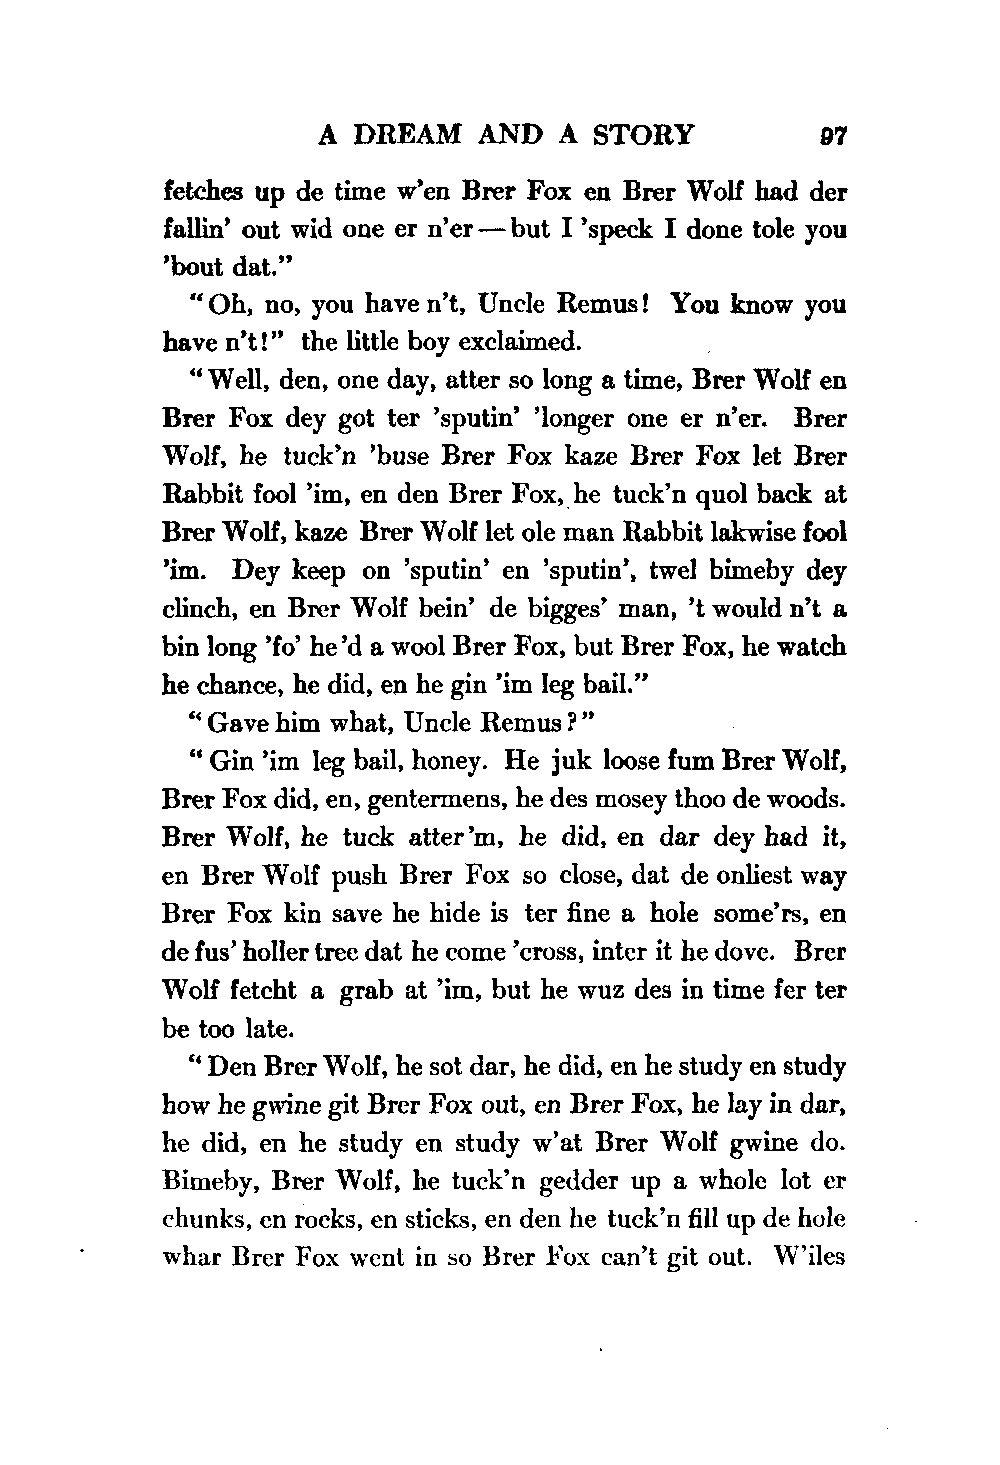 A DREAM AND A STORY 97
fetches up de time w'en Brer Fox en Brer Wolf had der
fallin' out wid one er n'er—but I 'speck I done tole you
'bout dat."
"Oh, no, you have n't, Uncle Remus! You know you
have n't!" the little boy exclaimed.
"Well, den, one day, atter so long a time, Brer Wolf en
Brer Fox dey got ter 'sputin' 'longer one er n'er. Brer
Wolf, he tuck'n 'buse Brer Fox kaze Brer Fox let Brer
Rabbit fool 'im, en den Brer Fox, he tuck'n quol back at
Brer Wolf, kaze Brer Wolf let ole man Rabbit lakwise fool
'im. Dey keep on 'sputin' en 'sputin', twel bimeby dey
clinch, en Brer Wolf bein' de bigges' man, 't would n't a
bin long 'fo' he 'd a wool Brer Fox, but Brer Fox, he watch
he chance, he did, en he gin 'im leg bail."
"Gave him what, Uncle Remus?"
"Gin 'im leg bail, honey. He juk loose fum Brer Wolf,
Brer Fox did, en, gentermens, he des mosey thoo de woods.
Brer Wolf, he tuck atter 'm, he did, en dar dey had it,
en Brer Wolf push Brer Fox so close, dat de onliest way
Brer Fox kin save he hide is ter fine a hole some'rs, en
de fus' holler tree dat he come 'cross, inter it he dove. Brer
Wolf fetcht a grab at 'im, but he wuz des in time fer ter
be too late.
"Den Brer Wolf, he sot dar, he did, en he study en study
how he gwine git Brer Fox out, en Brer Fox, he lay in dar,
he did, en he study en study w'at Brer Wolf gwine do.
Bimeby, Brer Wolf, he tuck'n gedder up a whole lot er
chunks, en rocks, en sticks, en den he tuck'n fill up de hole
whar Brer Fox went in so Brer Fox can't git out. W'iles